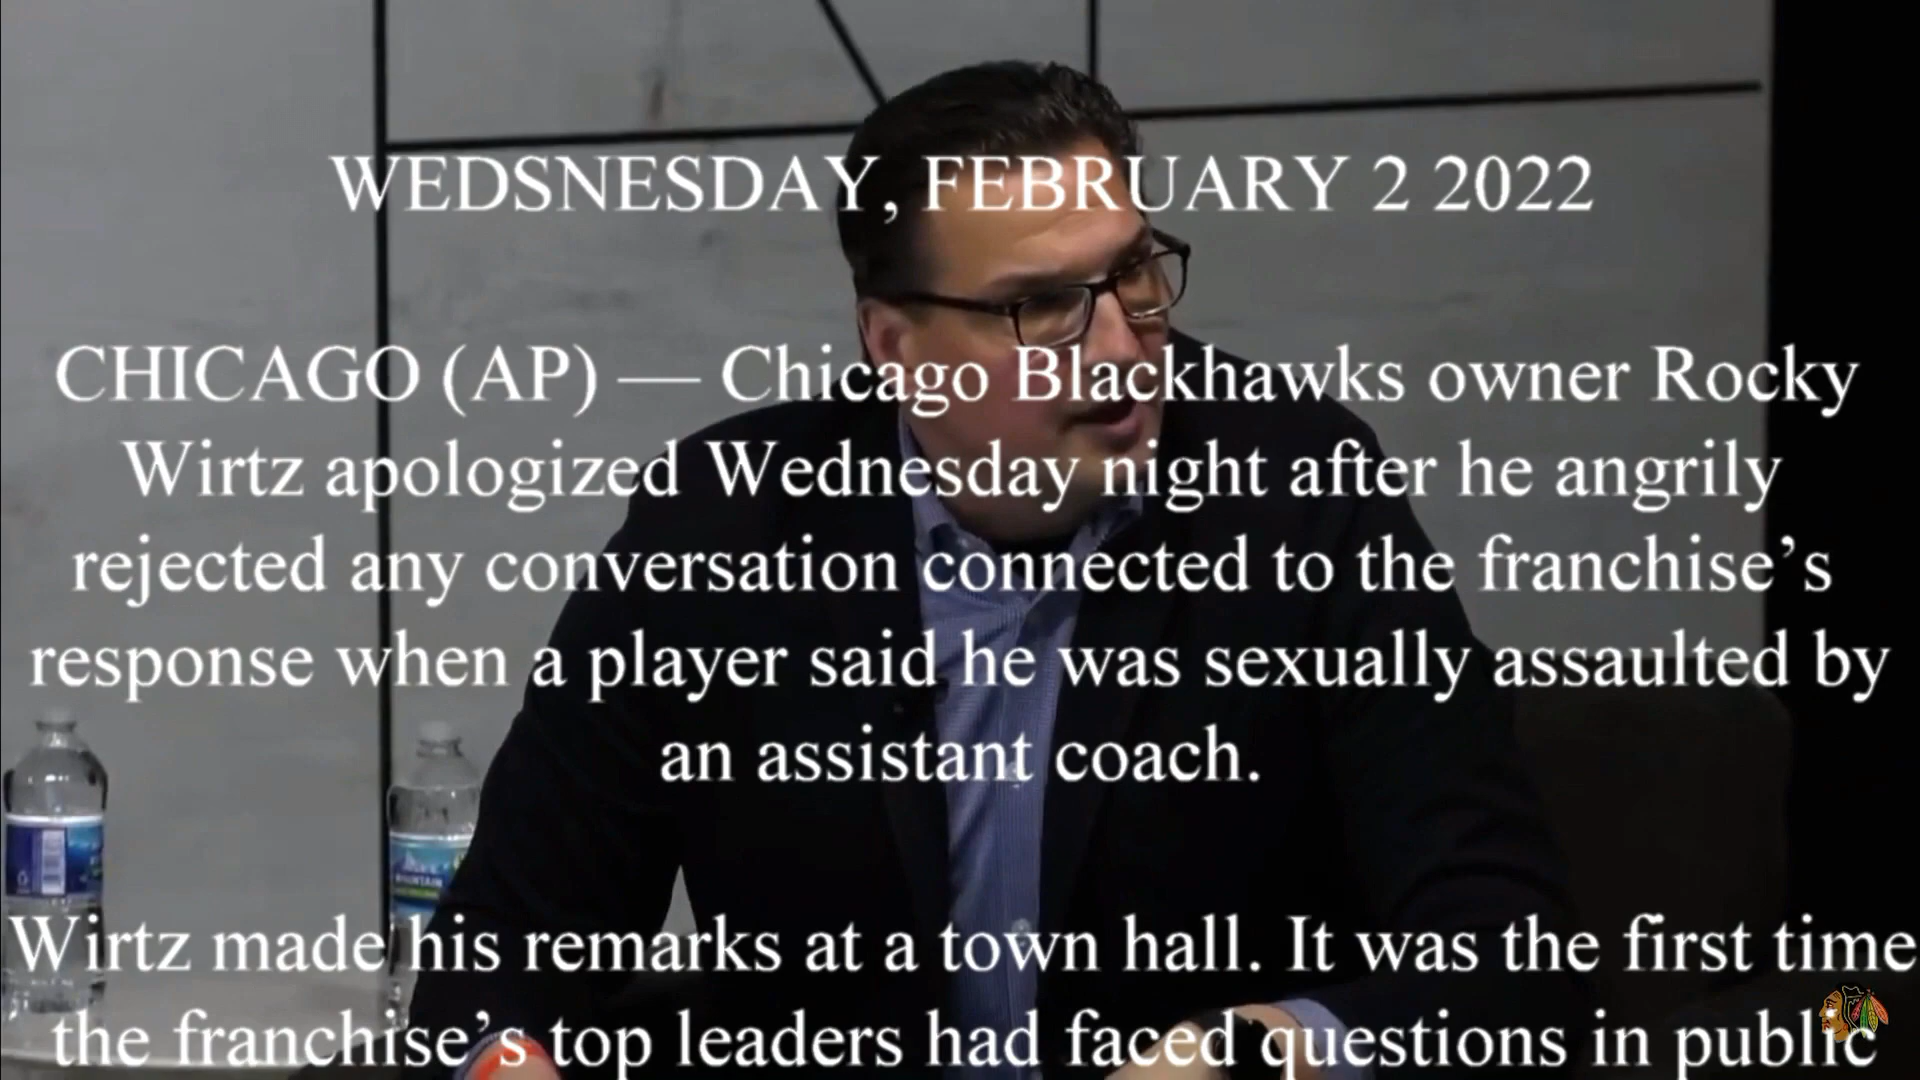 WEDSNESDAY, FEBRUARY 2 2022
CHICAGO (AP) — Chicago Blackhawks owner Rocky
Wirtz apologized Wednesday night after he angrily
rejected any conversation connected to the franchise’s
response when a player said he was sexually assaulted by
an assistant coach.
MOUNTAIN
Wirtz made his remarks at a town hall. It was the first time
the franchise’s top leaders had faced questions in public